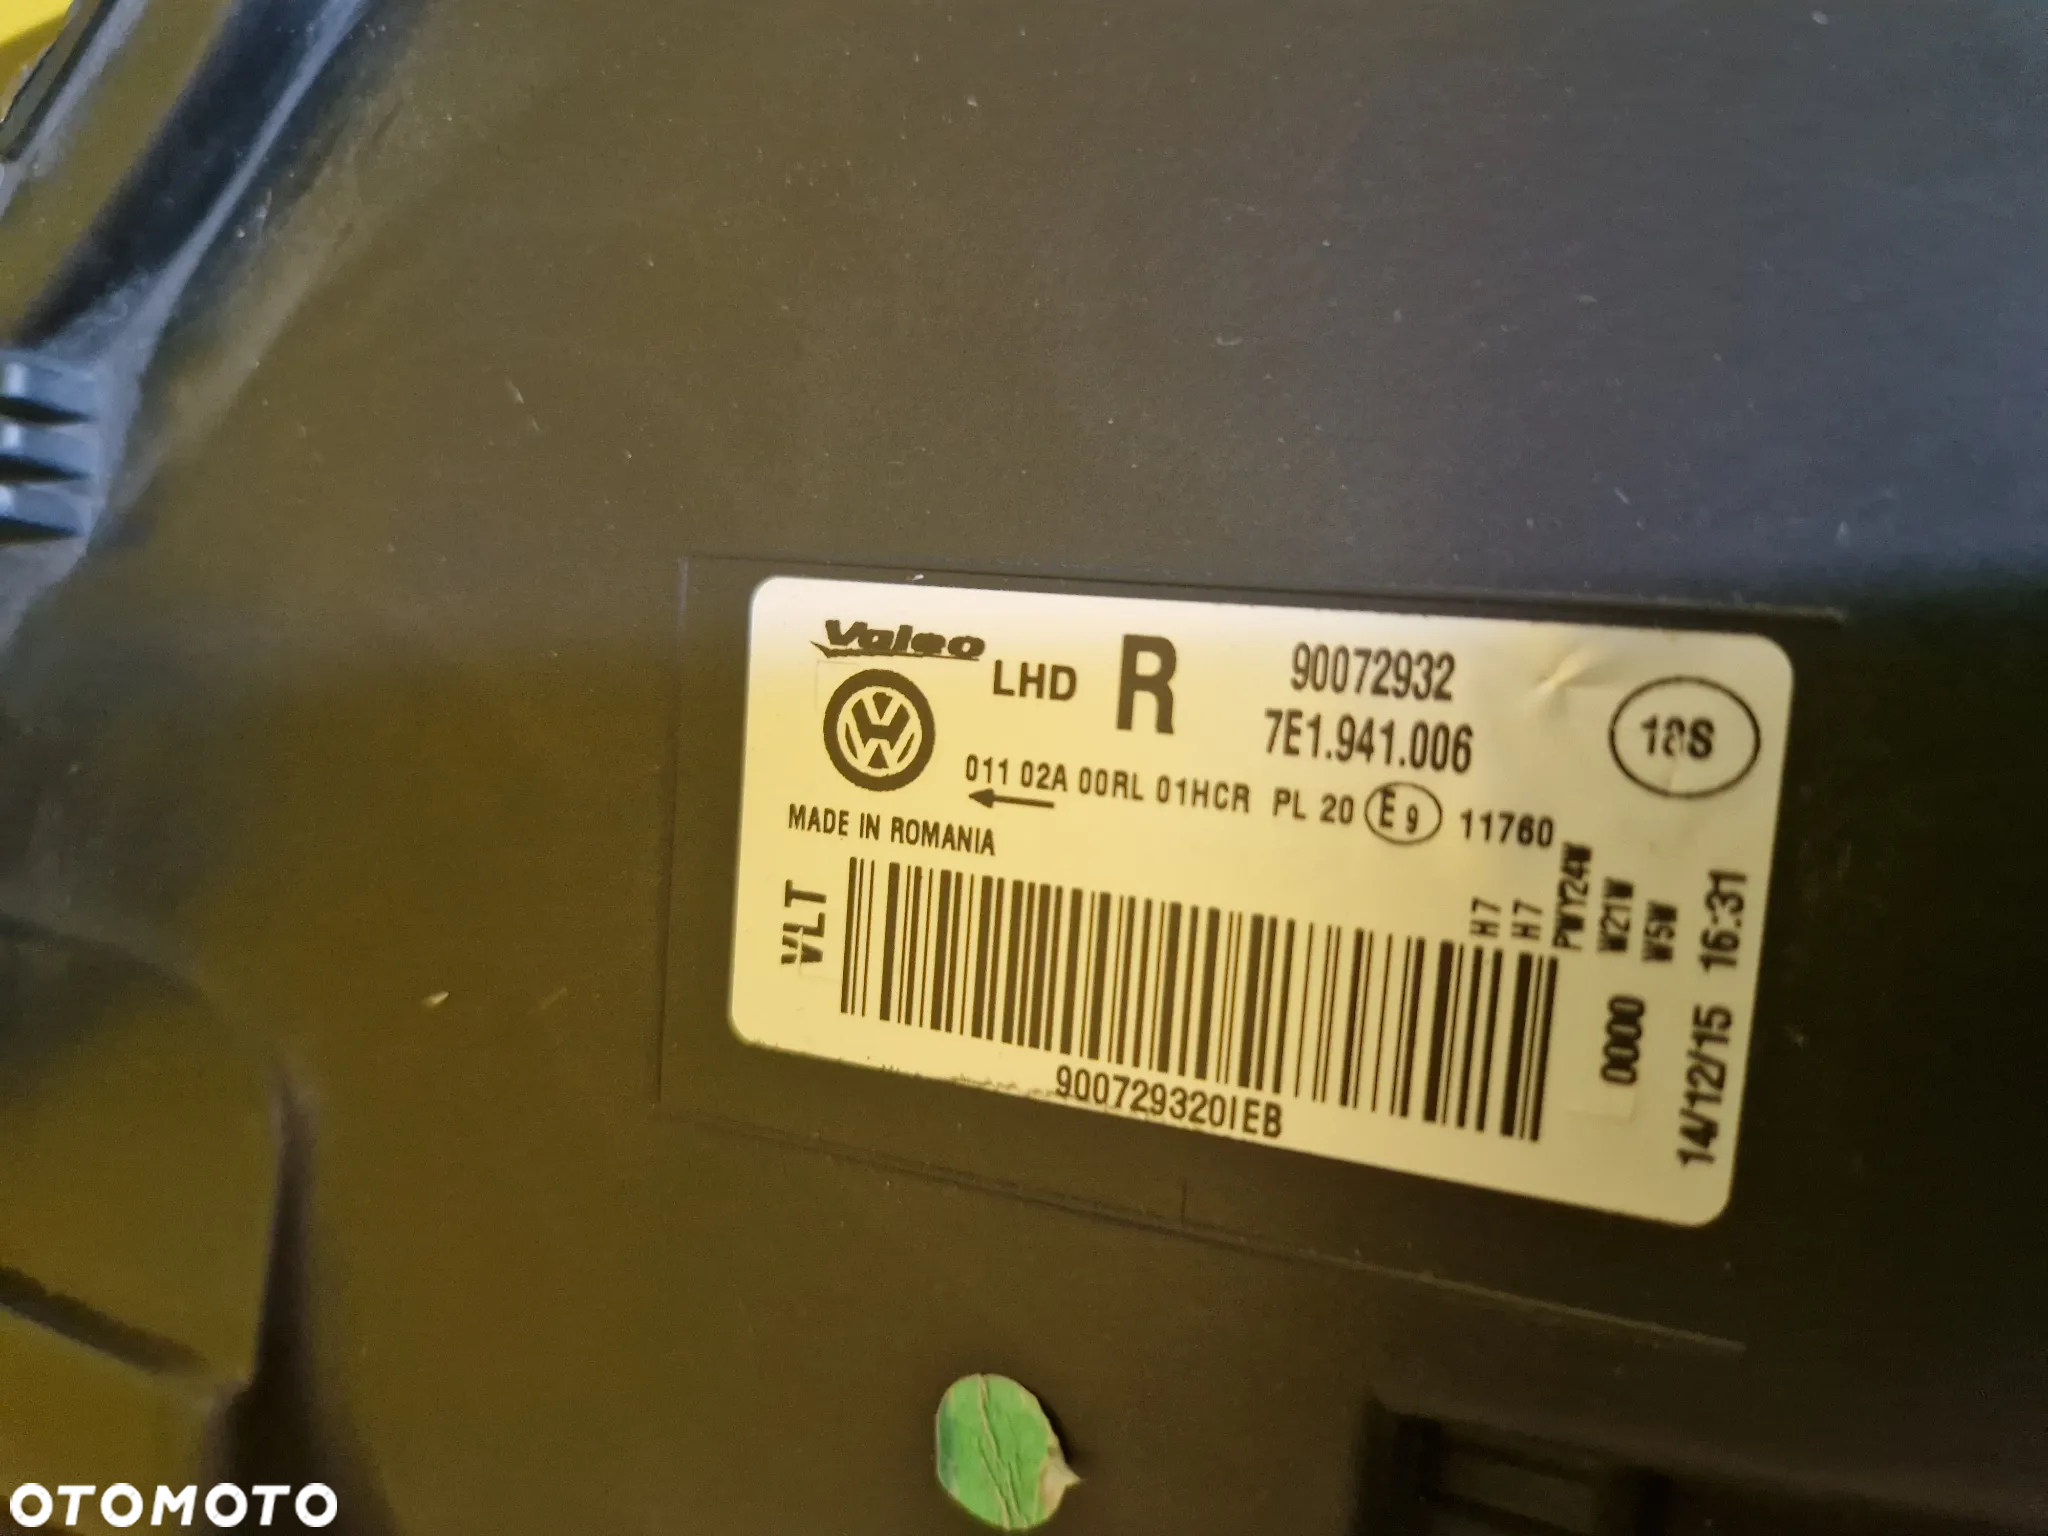 Valeo
LHD R 90072932
7E1.941.006
18S
011 02A 00RL 01HCR PL 20 E9 11760
MADE IN ROMANIA
VLT
H7
H7
PWY24W
W21W
W5W
0000
14/12/15 16:31
900729320IEB
OTOMOTO